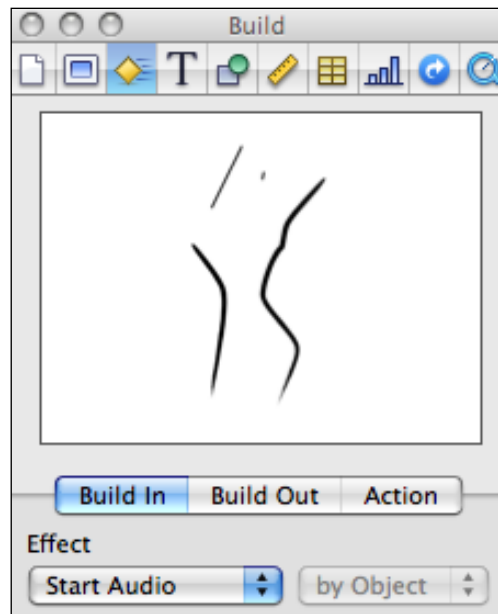 Build
T
Build In Build Out Action
Effect
Start Audio by Object